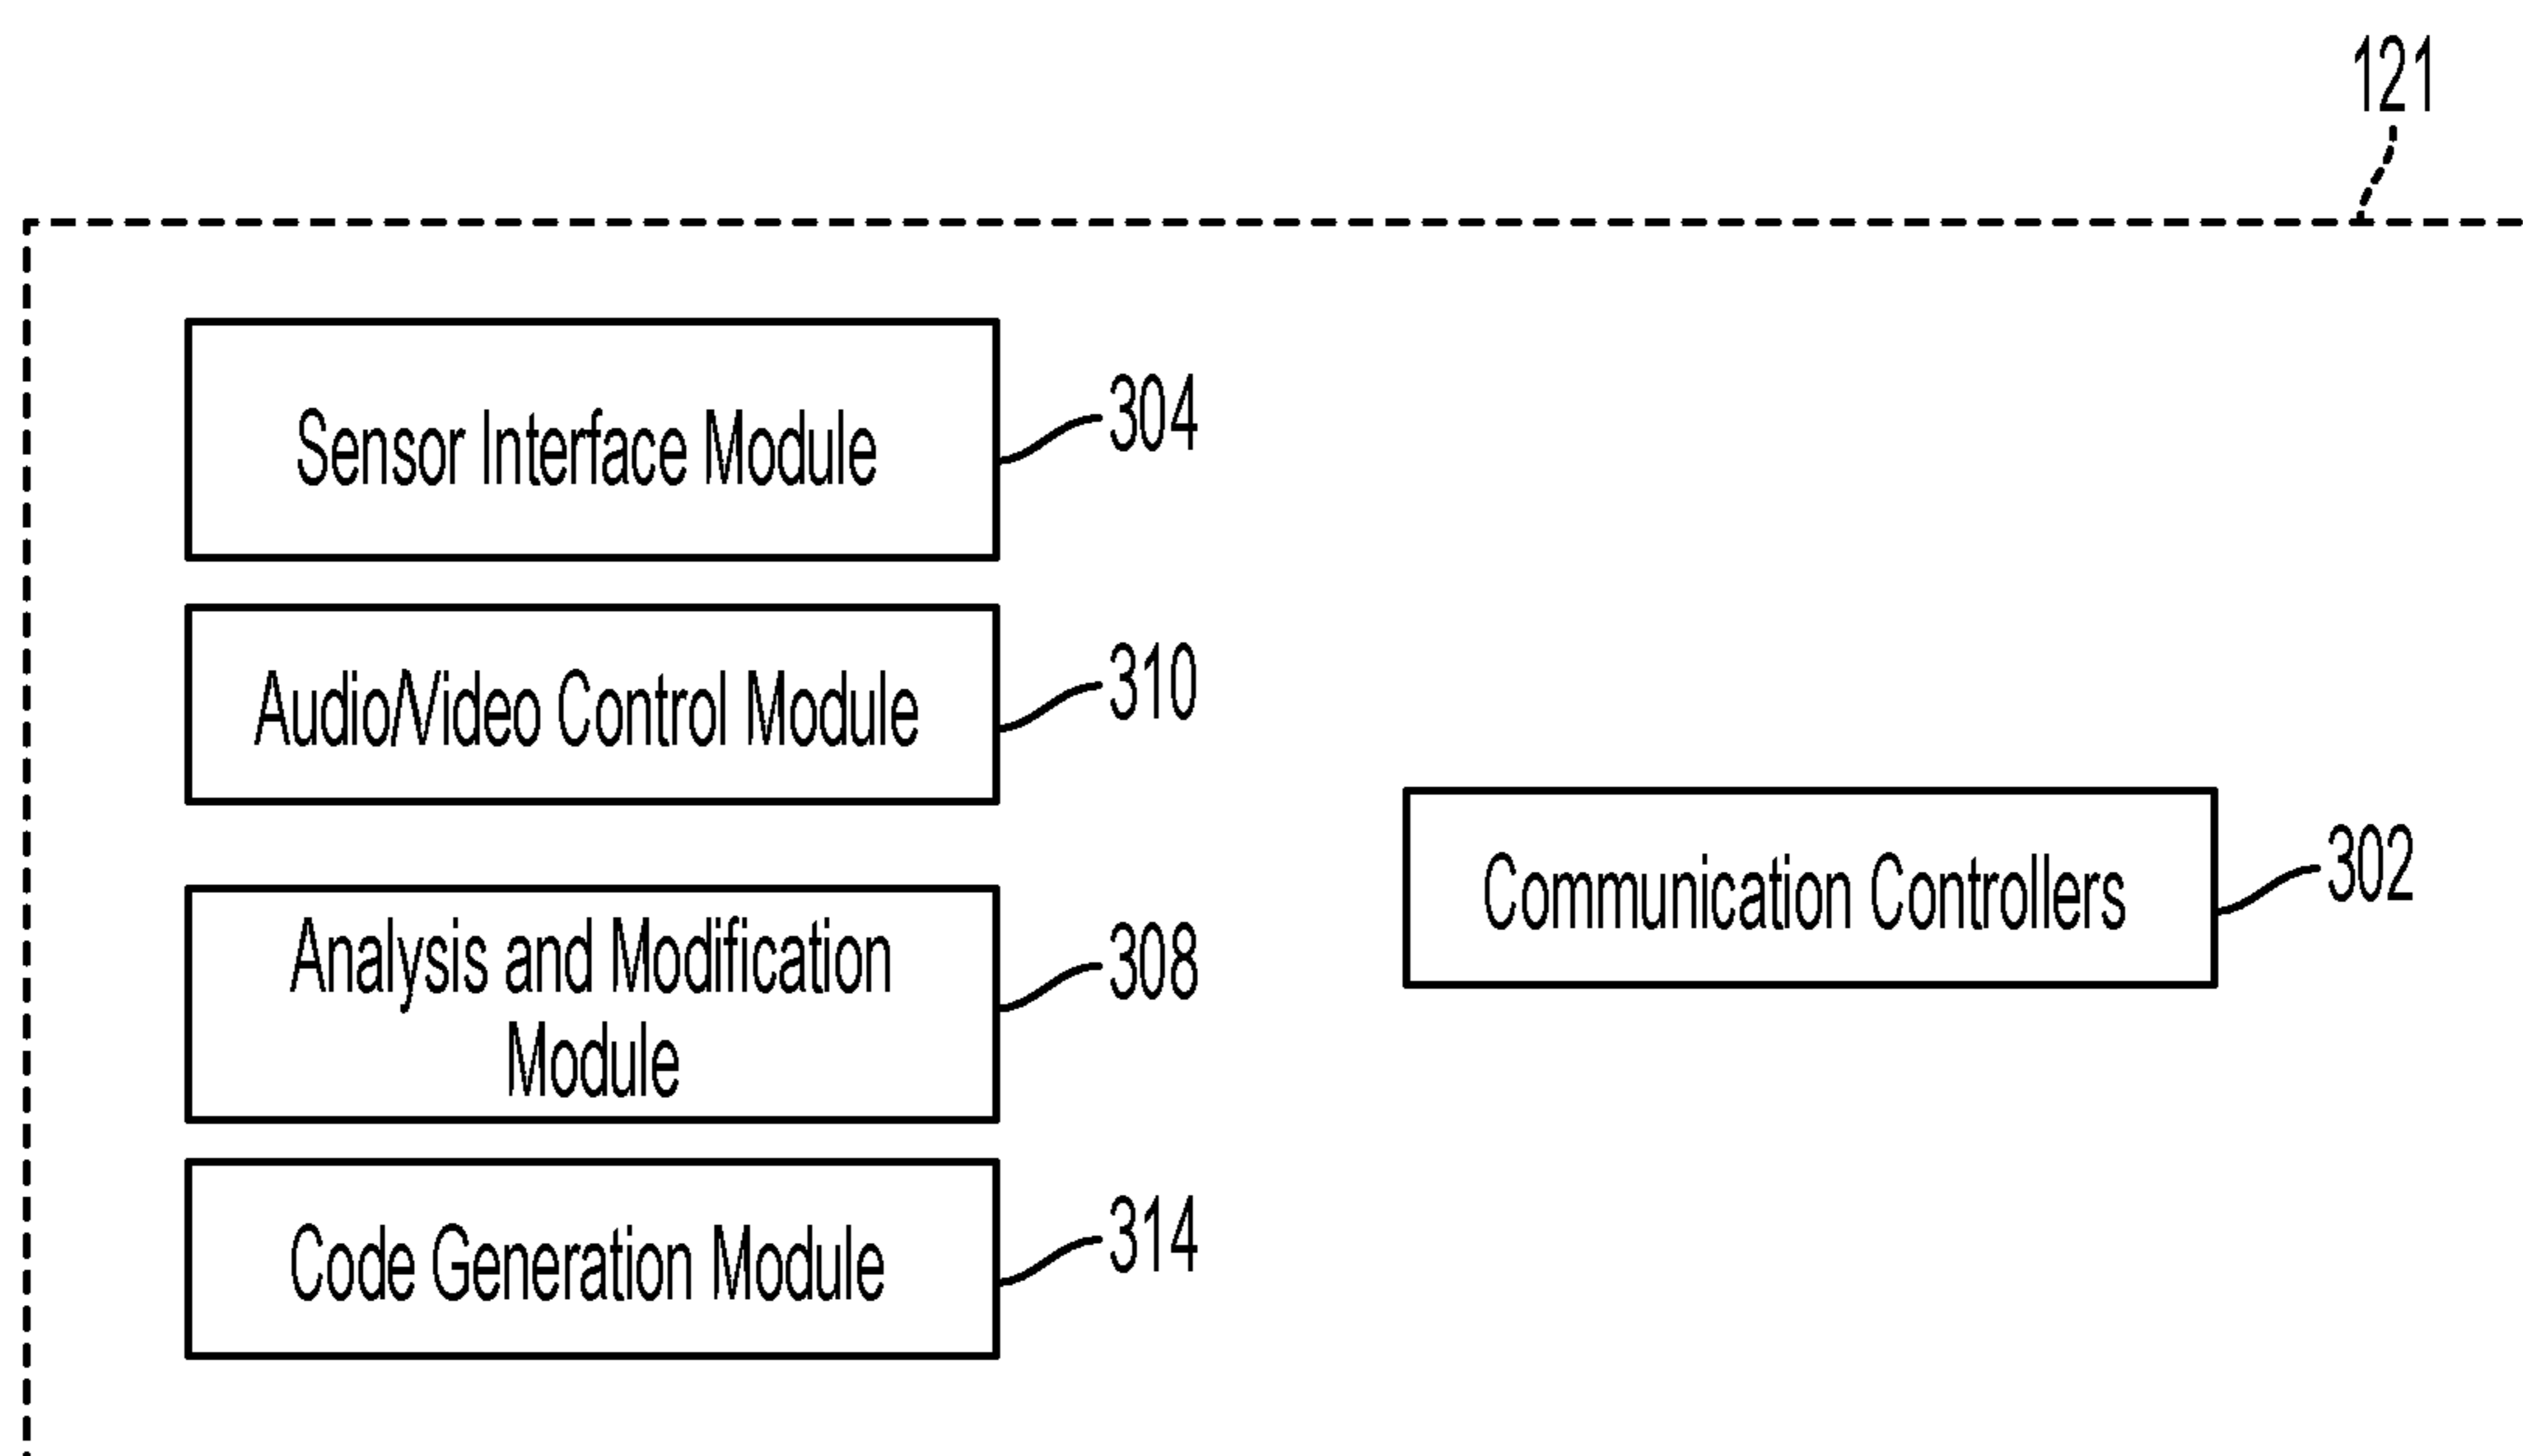 121
Sensor Interface Module
304
Audio/Video Control Module
310
Analysis and Modification
Module
308
Communication Controllers
302
Code Generation Module
314